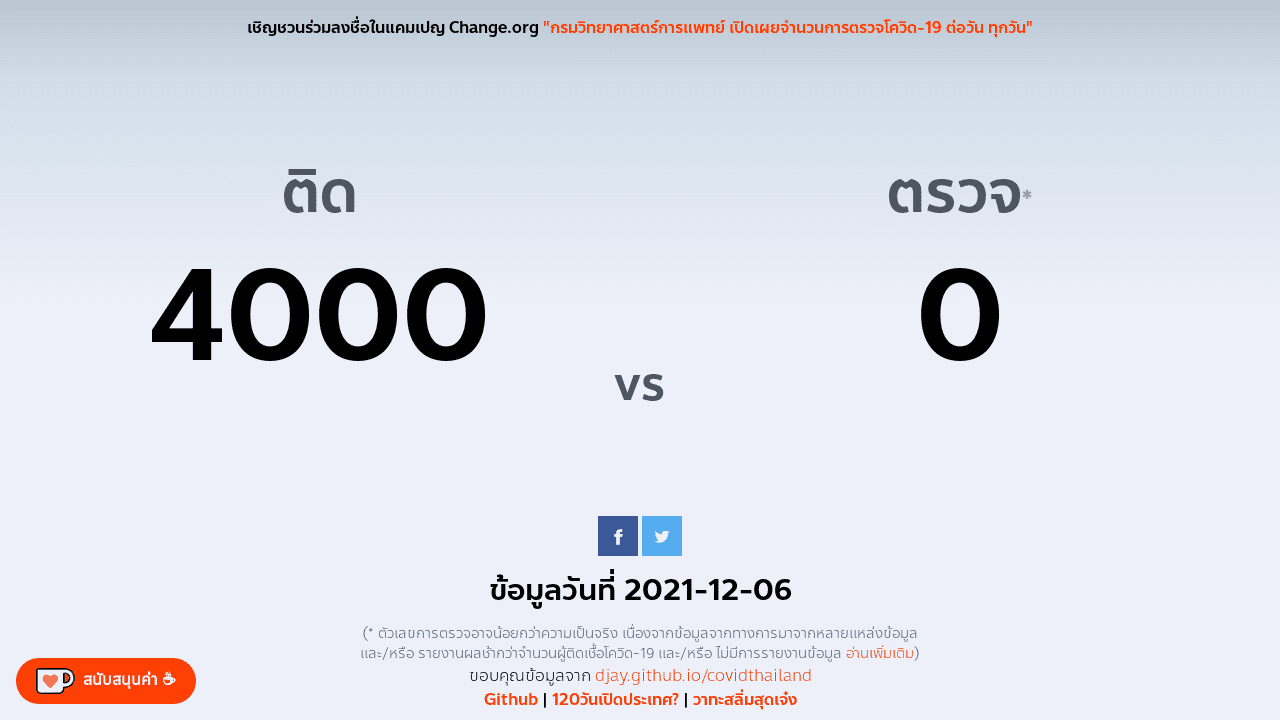 เชิญชวนร่วมลงชื่อในแคมเปญ Change.org "กรมวิทยาศาสตร์การแพทย์ เปิดเผยจำนวนการตรวจโควิด-19 ต่อวัน ทุกวัน"
ติด
4000
vs
ตรวจ*
0
ข้อมูลวันที่ 2021-12-06
(* ตัวเลขการตรวจอาจน้อยกว่าความเป็นจริง เนื่องจากข้อมูลจากทางการมาจากหลายแหล่งข้อมูล
และ/หรือ รายงานผลช้ากว่าจำนวนผู้ติดเชื้อโควิด-19 และ/หรือ ไม่มีการรายงานข้อมูล อ่านเพิ่มเติม)
ขอบคุณข้อมูลจาก djay.github.io/covidthailand
Github | 120วันเปิดประเทศ? | วาทะสลิ่มสุดเจ๋ง
สนับสนุนค่า ☕